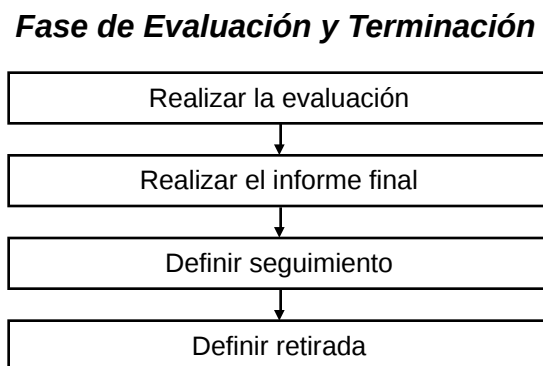 Fase de Evaluación y Terminación
Realizar la evaluación
Realizar el informe final
Definir seguimiento
Definir retirada